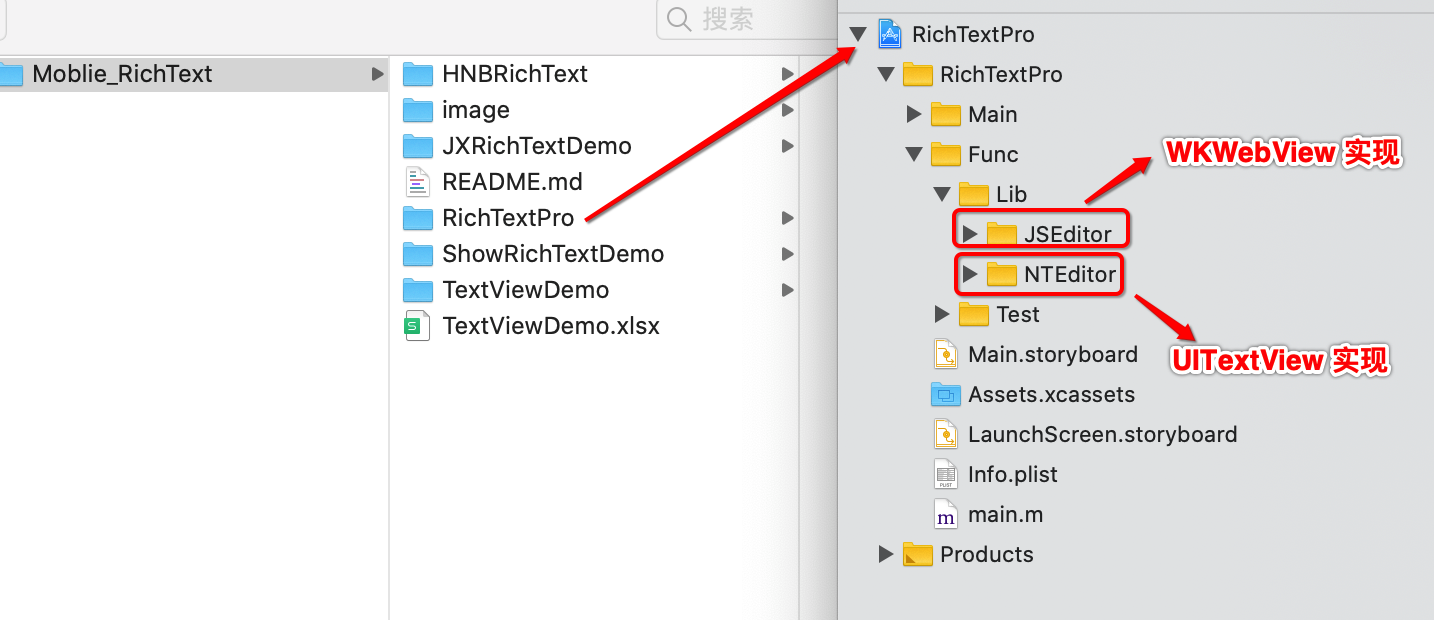 搜索
Moblie_RichText
HNBRichText
image
JXRichTextDemo
README.md
RichTextPro
ShowRichTextDemo
TextViewDemo
S
TextViewDemo.xlsx
RichTextPro
RichTextPro
Main
Func
Lib
JSEditor
NTEditor
Test
Main.storyboard
Assets.xcassets
LaunchScreen.storyboard
PLIST
Info.plist
m
main.m
Products
WKWebView 实现
UITextView 实现